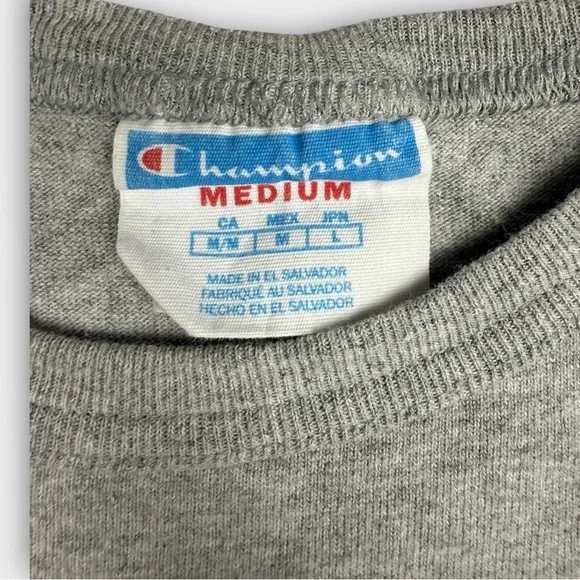 Champion
MEDIUM
CA MEX JPN
M/M M L
MADE IN EL SALVADOR
FABRIQUÉ AU SALVADOR
HECHO EN EL SALVADOR